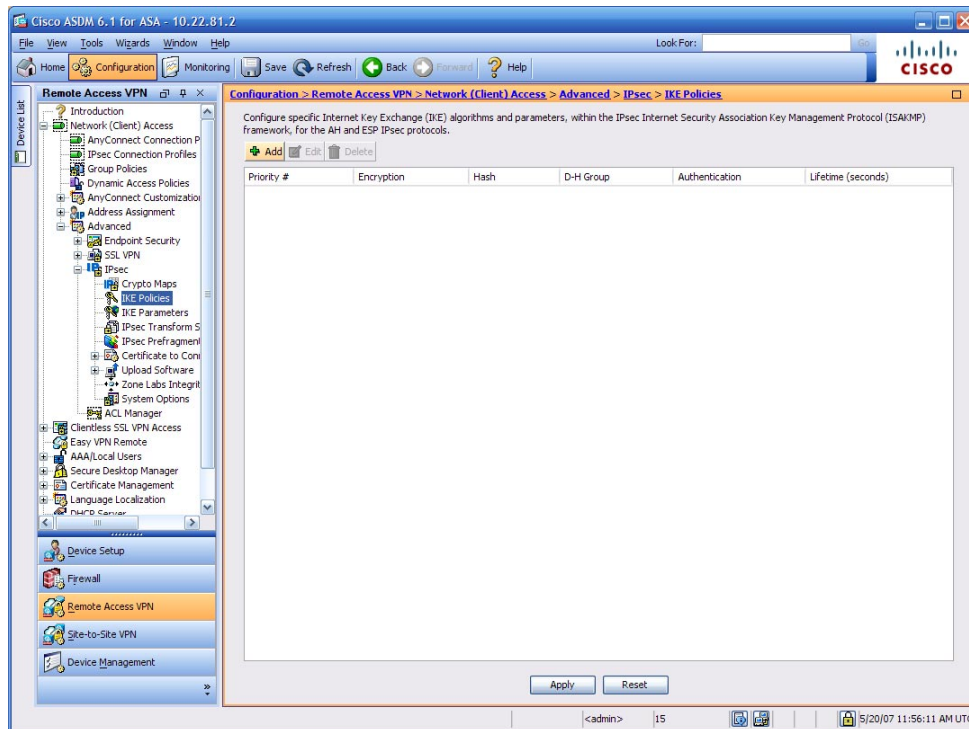 Cisco ASDM 6.1 for ASA - 10.22.81.2
File View Tools Wizards Window Help
Look For:
Go
Home Configuration Monitoring Save Refresh Back Forward Help
CISCO
Device List
Remote Access VPN
Introduction
Network (Client) Access
AnyConnect Connection P
IPsec Connection Profiles
Group Policies
Dynamic Access Policies
AnyConnect Customization
Address Assignment
Advanced
Endpoint Security
SSL VPN
IPsec
Crypto Maps
IKE Policies
IKE Parameters
IPsec Transform S
IPsec Prefragment
Certificate to Conn
Upload Software
Zone Labs Integrit
System Options
ACL Manager
Clientless SSL VPN Access
Easy VPN Remote
AAA/Local Users
Secure Desktop Manager
Certificate Management
Language Localization
DHCP Server
Device Setup
Firewall
Remote Access VPN
Site-to-Site VPN
Device Management
Configuration > Remote Access VPN > Network (Client) Access > Advanced > IPsec > IKE Policies
Configure specific Internet Key Exchange (IKE) algorithms and parameters, within the IPsec Internet Security Association Key Management Protocol (ISAKMP)
framework, for the AH and ESP IPsec protocols.
Add Edit Delete
Priority # Encryption Hash D-H Group Authentication Lifetime (seconds)
Apply Reset
<admin> 15 5/20/07 11:56:11 AM UTC